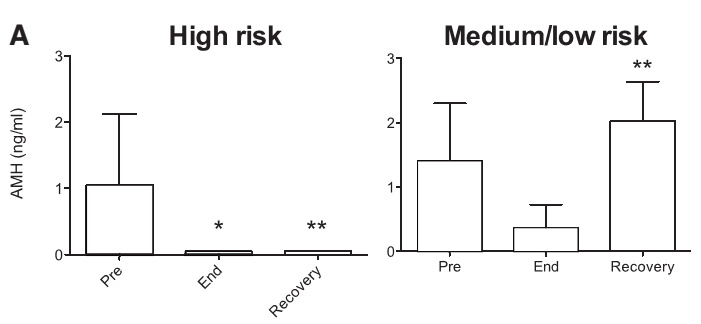 A
High risk
Medium/low risk
AMH (ng/ml)
3
2
1
0
*
**
Pre
End
Recovery
3
2
1
0
**
Pre
End
Recovery